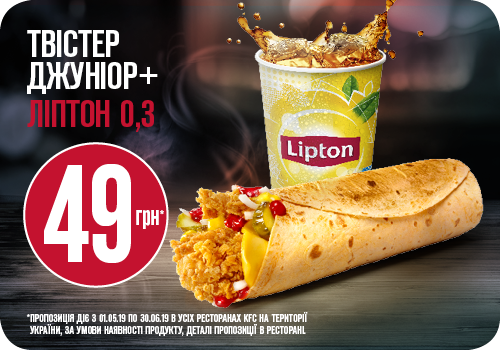 ТВІСТЕР
ДЖУНІОР+
ЛІПТОН 0,3
Lipton
49 грн*
*ПРОПОЗИЦІЯ ДІЄ З 01.05.19 ПО 30.06.19 В УСІХ РЕСТОРАНАХ KFC НА ТЕРИТОРІЇ
УКРАЇНИ, ЗА УМОВИ НАЯВНОСТІ ПРОДУКТУ, ДЕТАЛІ ПРОПОЗИЦІЇ В РЕСТОРАНІ.